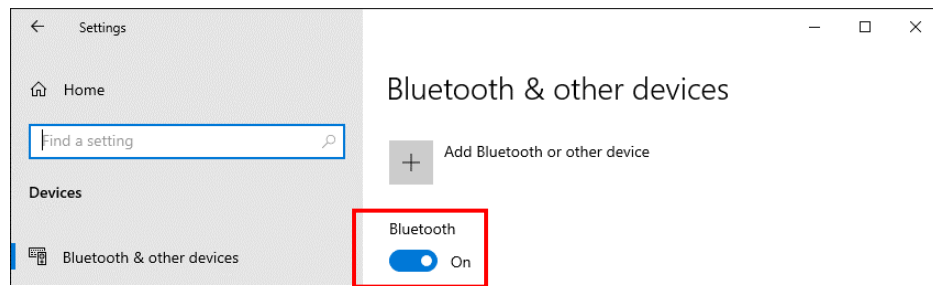 Settings
Home
Find a setting
Devices
Bluetooth & other devices
Bluetooth & other devices
Add Bluetooth or other device
Bluetooth
On